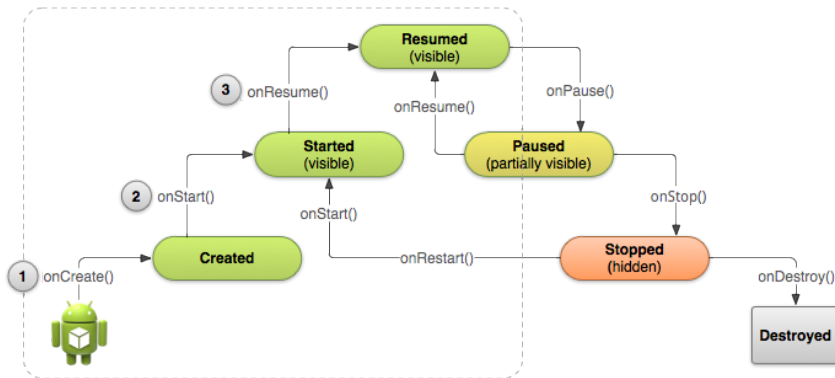 Resumed
(visible)
3
onResume()
onResume()
onPause()
Started
(visible)
Paused
(partially visible)
2
onStart()
onStart()
onStop()
Created
onRestart()
Stopped
(hidden)
1
onCreate()
onDestroy()
Destroyed